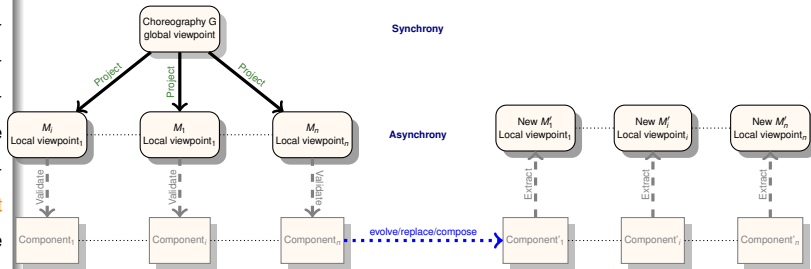 Choreography G
global viewpoint
Synchrony
Project
Project
Project
Mᵢ
Local viewpoint₁
M₁
Local viewpoint₁
Mₙ
Local viewpointₙ
Asynchrony
New M′₁
Local viewpoint₁
New M′ᵢ
Local viewpointᵢ
New M′ₙ
Local viewpointₙ
Validate
Validate
Validate
Extract
Extract
Extract
Component₁
Componentᵢ
Componentₙ
evolve/replace/compose
Component'₁
Component'ᵢ
Component'ₙ